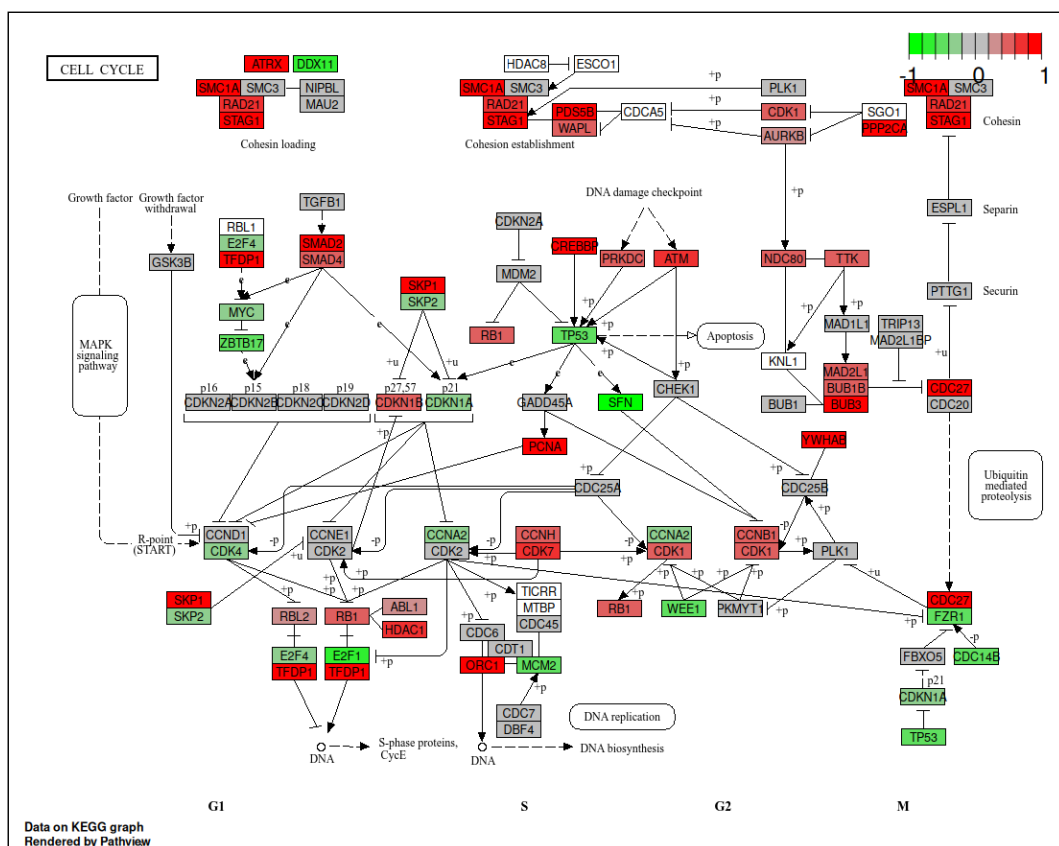 CELL CYCLE
ATRX DDX11
SMC1A SMC3 NIPBL
RAD21 MAU2
STAG1
Cohesin loading
HDAC8 ESCO1
SMC1A SMC3
RAD21 PDS5B CDCA5
STAG1 WAPL
Cohesion establishment
+p PLK1
+p CDK1 SGO1
+p AURKB PPP2CA
-1 0 1
SMC1A SMC3
RAD21
STAG1 Cohesin
+p
Growth factor Growth factor
withdrawal
GSK3B
RBL1
E2F4
TFDP1
TGFB1
SMAD2
SMAD4
e e
MYC
ZBTB17
e e e
SKP1
SKP2
+u +u
CDKN2A
MDM2
RB1
DNA damage checkpoint
CREBBP PRKDC ATM
+p +p +p
TP53
+p
Apoptosis
+p
e e
NDC80 TTK
+p +p
MAD1L1 TRIP13
MAD2L1BP
KNL1
MAD2L1
BUB1B
BUB1 BUB3
ESPL1 Separin
PTTG1 Securin
+u
CDC27
CDC20
MAPK
signaling
pathway
p16 p15 p18 p19 p27,57 p21
CDKN2A CDKN2B CDKN2C CDKN2D CDKN1B CDKN1A
GADD45A SFN CHEK1
+p
PCNA
YWHAB
+p +p
CDC25A CDC25B
Ubiquitin
mediated
proteolysis
R-point
(START)
+p
CCND1
CDK4
-p
+u
CCNE1
CDK2
-p
CCNA2
CDK2
-p
+p
CCNH
CDK7
-p
+p
CCNA2
CDK1
CCNB1
CDK1
-p
+p
+p
PLK1
+u
SKP1
SKP2
+p +p +p +p +p +p
RBL2 RB1 ABL1
HDAC1
E2F4 E2F1
TFDP1 TFDP1
+p
+p
TICRR
MTBP
CDC45
CDC6
CDT1
ORC1 MCM2
+p
CDC7
DBF4
+p +p +p
RB1 WEE1 PKMYT1
+p
+p
CDC27
FZR1
-p
FBXO5 CDC14B
p21
CDKN1A
TP53
DNA replication
DNA
S-phase proteins,
CycE
DNA
DNA biosynthesis
G1 S G2 M
Data on KEGG graph
Rendered by Pathview